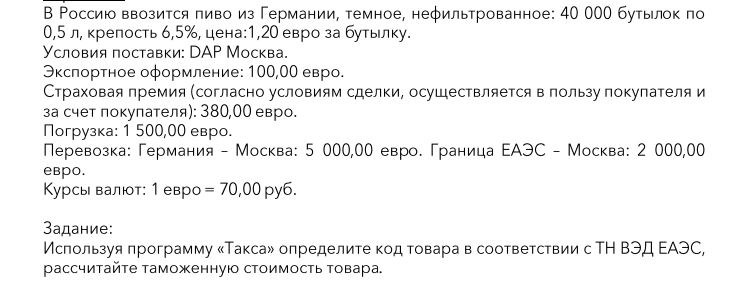 В Россию ввозится пиво из Германии, темное, нефильтрованное: 40 000 бутылок по
0,5 л, крепость 6,5%, цена:1,20 евро за бутылку.
Условия поставки: DAP Москва.
Экспортное оформление: 100,00 евро.
Страховая премия (согласно условиям сделки, осуществляется в пользу покупателя и
за счет покупателя): 380,00 евро.
Погрузка: 1 500,00 евро.
Перевозка: Германия – Москва: 5 000,00 евро. Граница ЕАЭС – Москва: 2 000,00
евро.
Курсы валют: 1 евро = 70,00 руб.
Задание:
Используя программу «Такса» определите код товара в соответствии с ТН ВЭД ЕАЭС,
рассчитайте таможенную стоимость товара.